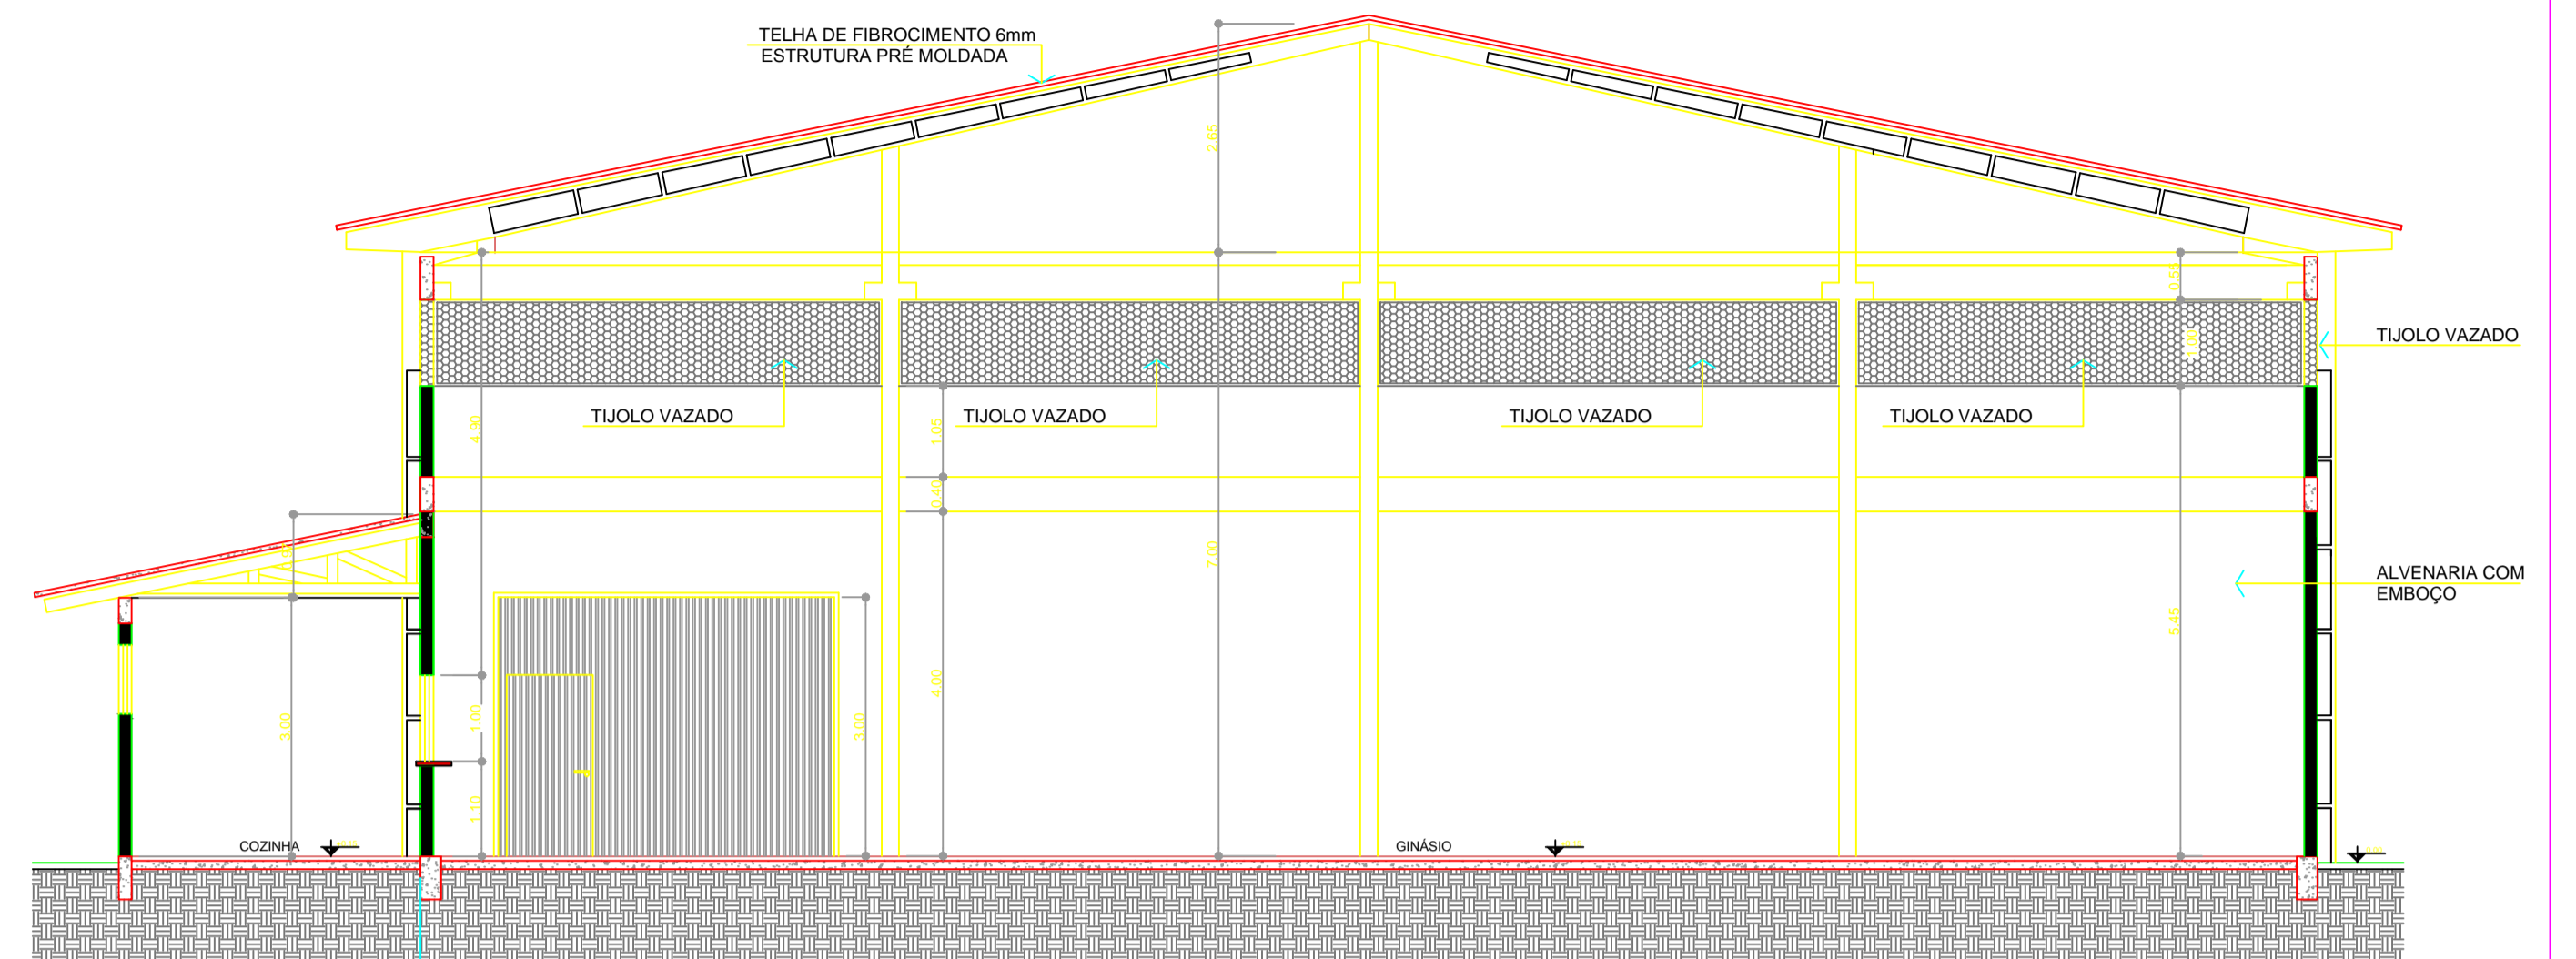 TELHA DE FIBROCIMENTO 6mm
ESTRUTURA PRÉ MOLDADA
2.65
0.55
TIJOLO VAZADO
1.00
4.90
TIJOLO VAZADO
1.05
TIJOLO VAZADO
TIJOLO VAZADO
TIJOLO VAZADO
0.40
7.00
ALVENARIA COM
EMBOÇO
5.45
4.00
3.00
1.00
3.00
1.10
COZINHA
GINÁSIO